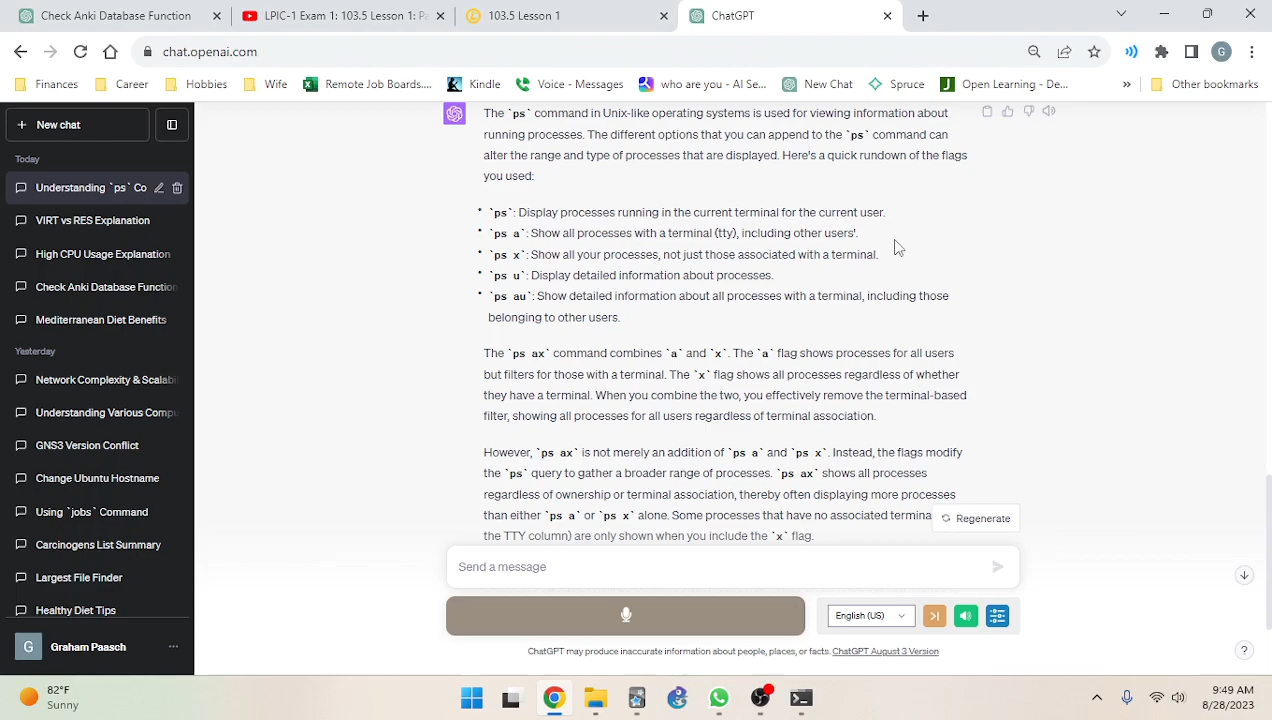 Check Anki Database Function
LPIC-1 Exam 1: 103.5 Lesson 1: Pa
103.5 Lesson 1
ChatGPT
chat.openai.com
G
Finances
Career
Hobbies
Wife
Remote Job Boards....
Kindle
Voice - Messages
who are you - AI Se...
New Chat
Spruce
Open Learning - De...
»
Other bookmarks
+ New chat
Today
Understanding `ps` Co
VIRT vs RES Explanation
High CPU Usage Explanation
Check Anki Database Function
Mediterranean Diet Benefits
Yesterday
Network Complexity & Scalabi
Understanding Various Compu
GNS3 Version Conflict
Change Ubuntu Hostname
Using `jobs` Command
Carcinogens List Summary
Largest File Finder
Healthy Diet Tips
G
Graham Paasch
...
The `ps` command in Unix-like operating systems is used for viewing information about
running processes. The different options that you can append to the `ps` command can
alter the range and type of processes that are displayed. Here's a quick rundown of the flags
you used:
• `ps`: Display processes running in the current terminal for the current user.
• `ps a`: Show all processes with a terminal (tty), including other users'.
• `ps x`: Show all your processes, not just those associated with a terminal.
• `ps u`: Display detailed information about processes.
• `ps au`: Show detailed information about all processes with a terminal, including those
belonging to other users.
The `ps ax` command combines `a` and `x`. The `a` flag shows processes for all users
but filters for those with a terminal. The `x` flag shows all processes regardless of whether
they have a terminal. When you combine the two, you effectively remove the terminal-based
filter, showing all processes for all users regardless of terminal association.
However, `ps ax` is not merely an addition of `ps a` and `ps x`. Instead, the flags modify
the `ps` query to gather a broader range of processes. `ps ax` shows all processes
regardless of ownership or terminal association, thereby often displaying more processes
than either `ps a` or `ps x` alone. Some processes that have no associated termina
the TTY column) are only shown when you include the `x` flag.
Regenerate
Send a message
English (US)
ChatGPT may produce inaccurate information about people, places, or facts. ChatGPT August 3 Version
?
82°F
Sunny
9:49 AM
8/28/2023